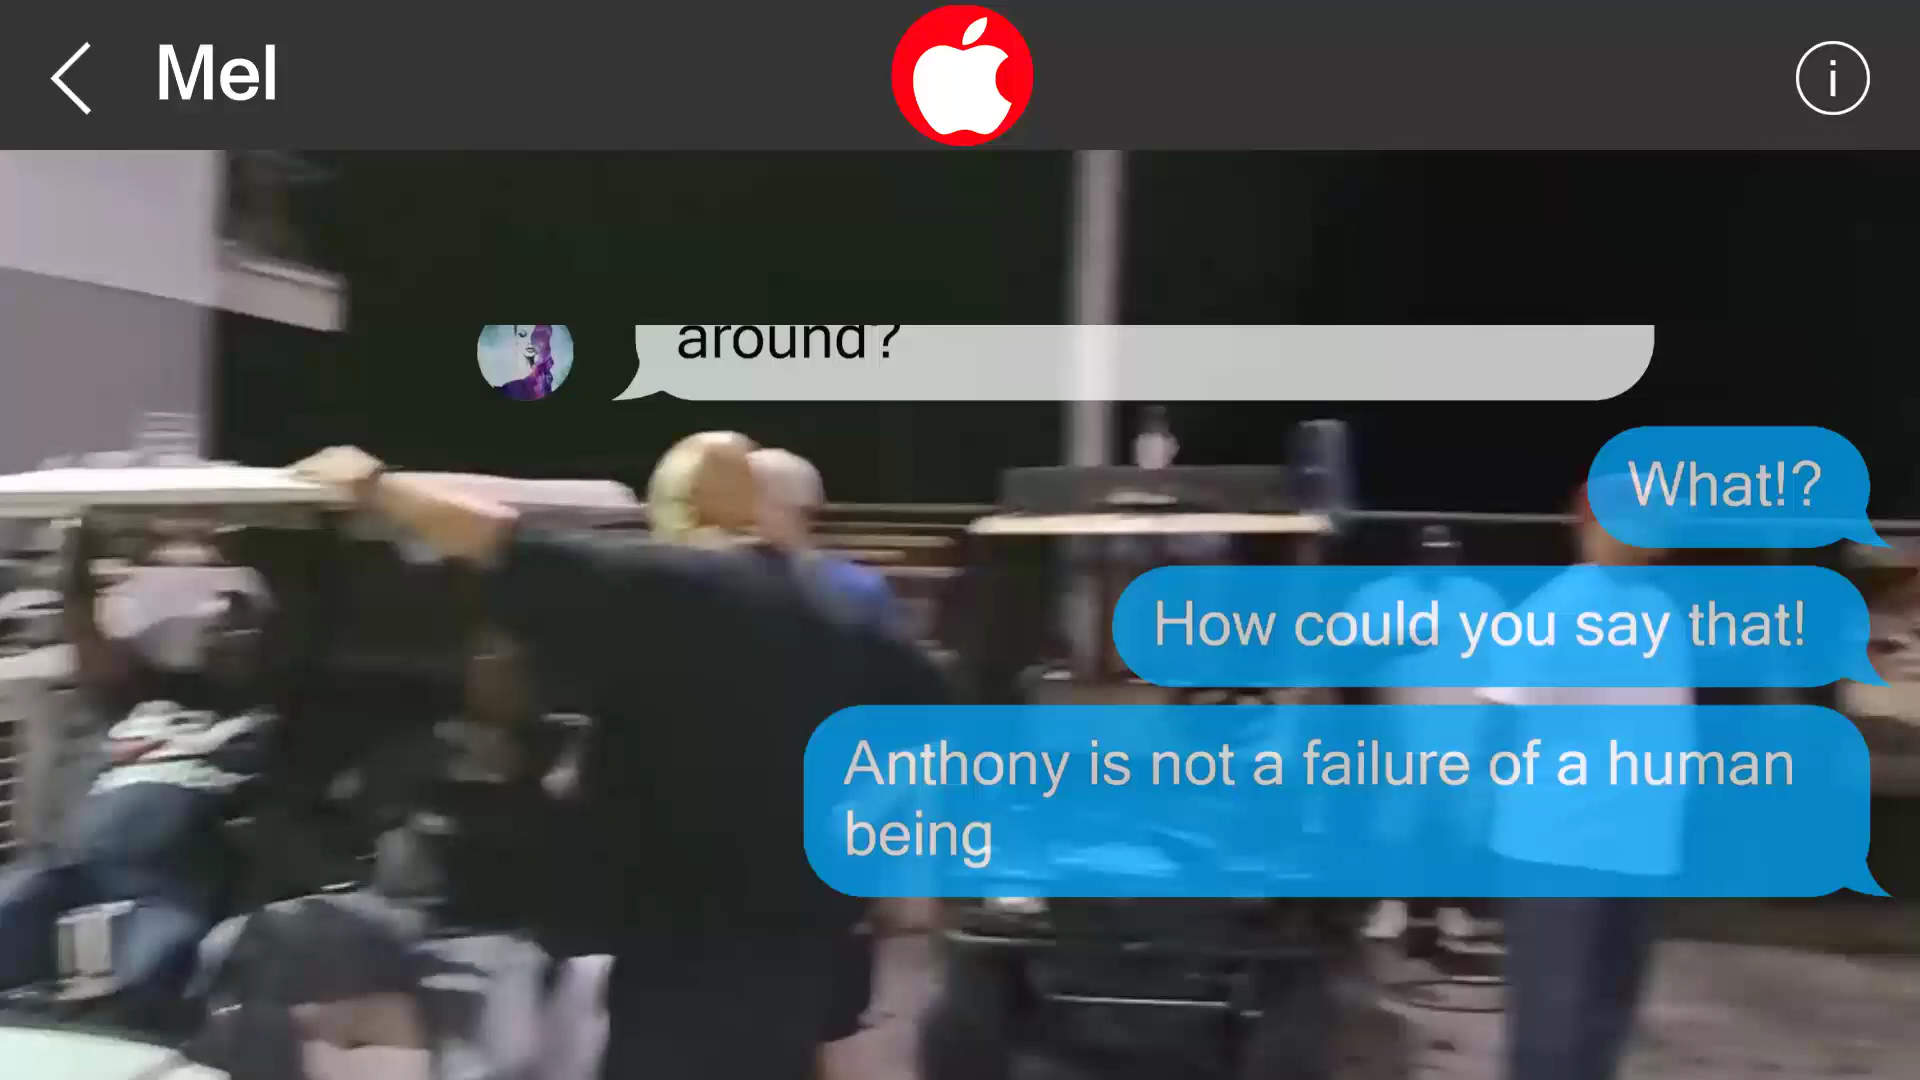 Mel
i
around?
What!?
How could you say that!
Anthony is not a failure of a human
being